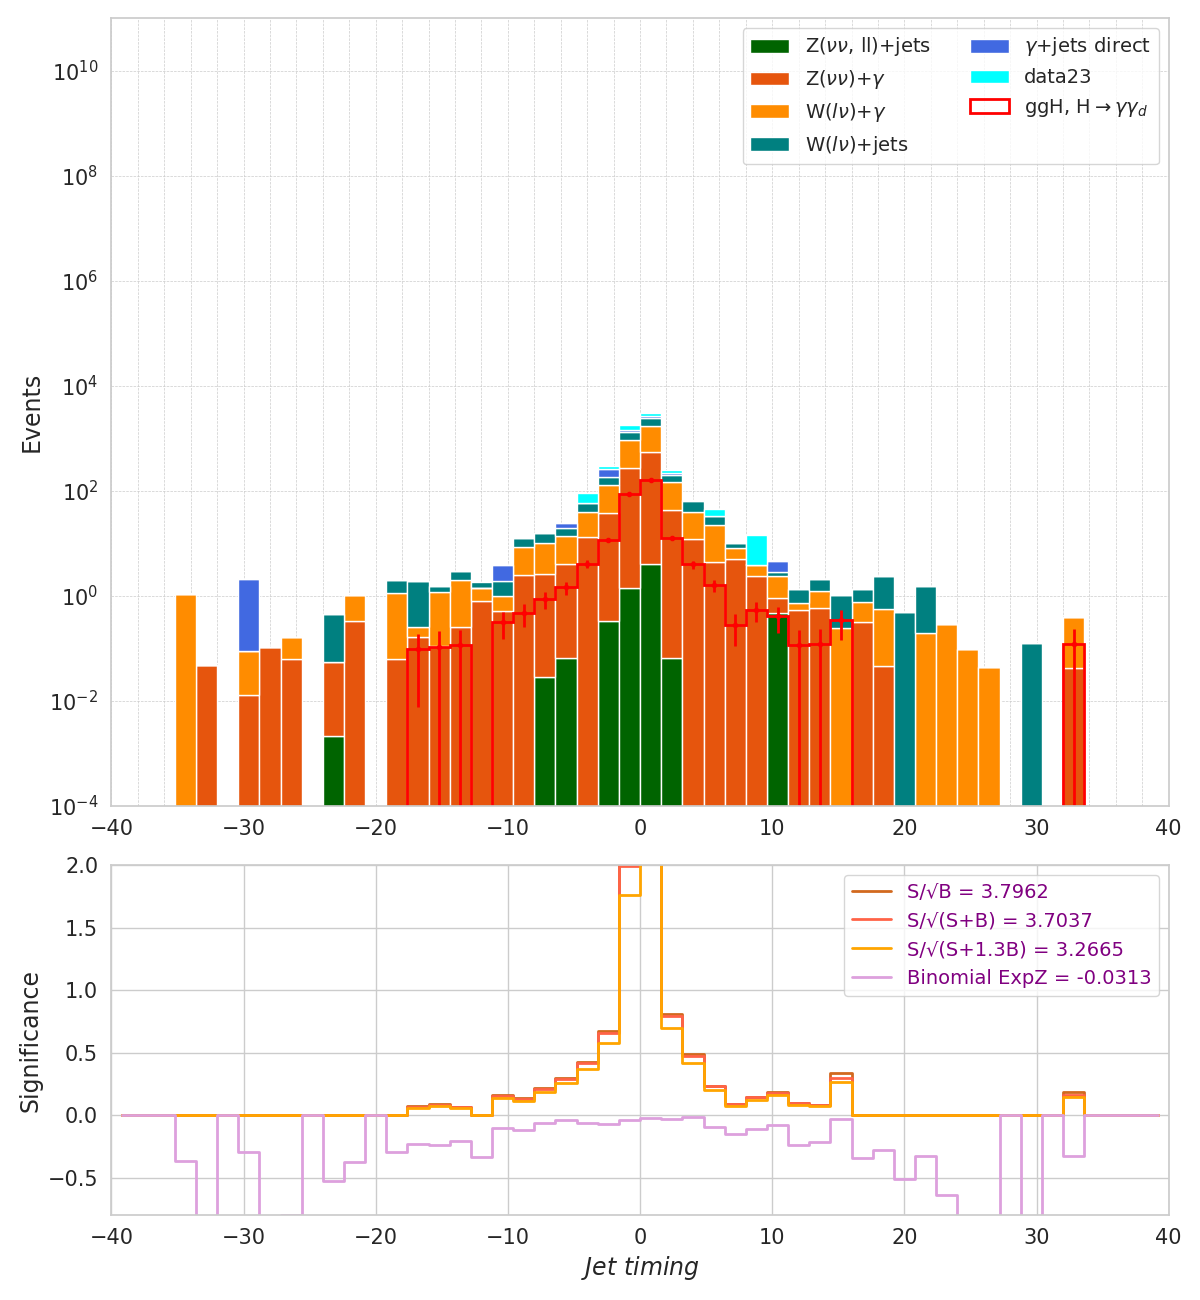 Z(νν, ll)+jets
Z(νν)+γ
W(lν)+γ
W(lν)+jets
γ+jets direct
data23
ggH, H→γγ_d
Events
10^10
10^8
10^6
10^4
10^2
10^0
10^−2
10^−4
−40 −30 −20 −10 0 10 20 30 40
S/√B = 3.7962
S/√(S+B) = 3.7037
S/√(S+1.3B) = 3.2665
Binomial ExpZ = -0.0313
Significance
2.0
1.5
1.0
0.5
0.0
−0.5
−40 −30 −20 −10 0 10 20 30 40
Jet timing